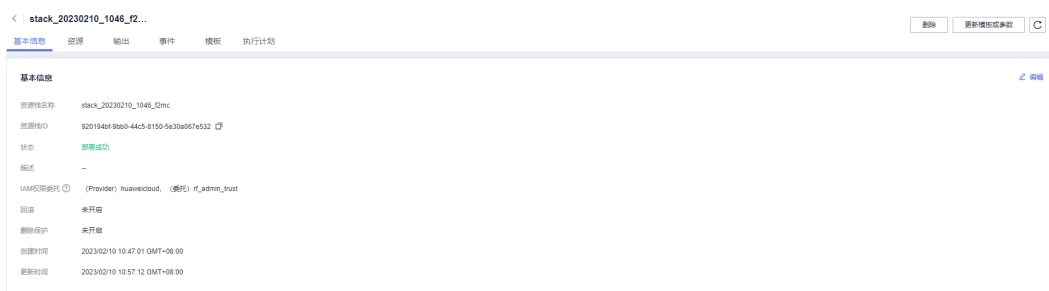 stack_20230210_1046_f2...
删除 更新模板或参数
基本信息 资源 输出 事件 模板 执行计划
基本信息 编辑
资源栈名称 stack_20230210_1046_f2mc
资源栈ID 920194bf-9bb0-44c5-8150-5e30a067e532
状态 部署成功
描述 --
IAM权限委托 (Provider) huaweicloud, (委托) rf_admin_trust
回滚 未开启
删除保护 未开启
创建时间 2023/02/10 10:47:01 GMT+08:00
更新时间 2023/02/10 10:57:12 GMT+08:00